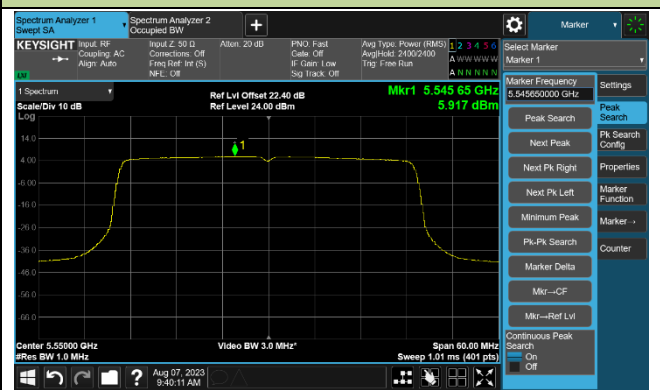 Spectrum Analyzer 1
Swept SA
Spectrum Analyzer 2
Occupied BW
+
Marker
KEYSIGHT
Input: RF
Coupling: AC
Align: Auto
Input Z: 50 Ω
Corrections: Off
Freq Ref: Int (S)
NFE: Off
Atten: 20 dB
PNO: Fast
Gate: Off
IF Gain: Low
Sig Track: Off
Avg Type: Power (RMS)
Avg|Hold: 2400/2400
Trig: Free Run
1 2 3 4 5 6
A W W W W W
A N N N N N
LXI
Select Marker
Marker 1
1 Spectrum
Scale/Div 10 dB
Log
Ref Lvl Offset 22.40 dB
Ref Level 24.00 dBm
Mkr1 5.545 65 GHz
5.917 dBm
14.0
4.00
-6.00
-16.0
-26.0
-36.0
-46.0
-56.0
-66.0
1
Center 5.55000 GHz
#Res BW 1.0 MHz
Video BW 3.0 MHz*
Span 60.00 MHz
Sweep 1.01 ms (401 pts)
Marker Frequency
5.545650000 GHz
Peak Search
Next Peak
Next Pk Right
Next Pk Left
Minimum Peak
Pk-Pk Search
Marker Delta
Mkr→CF
Mkr→Ref Lvl
Continuous Peak
Search
On
Off
Settings
Peak
Search
Pk Search
Config
Properties
Marker
Function
Marker→
Counter
?
Aug 07, 2023
9:40:11 AM